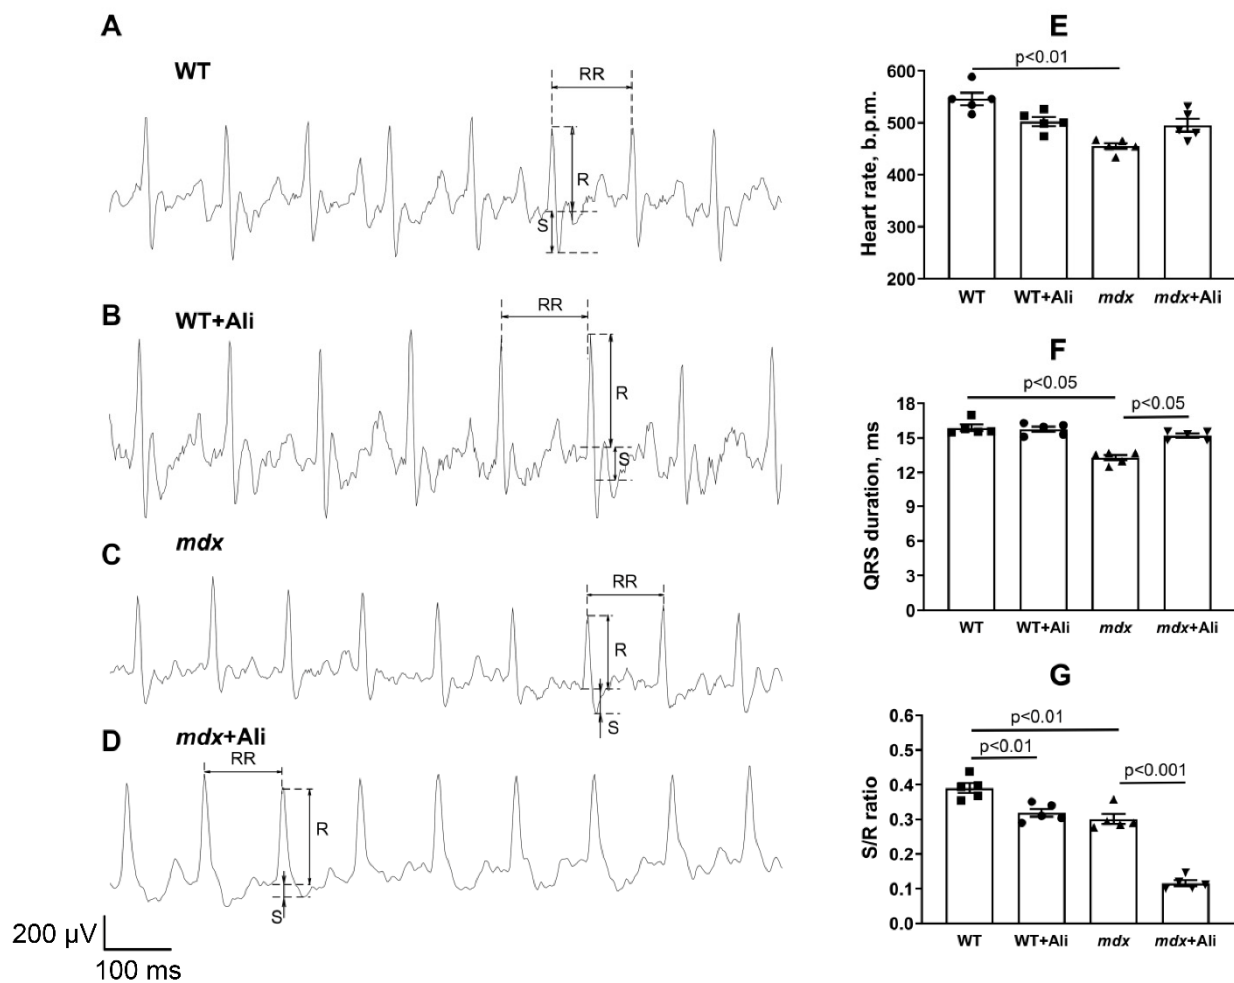 A
WT
RR
R
S
B
WT+Ali
RR
R
S
C
mdx
RR
R
S
D
mdx+Ali
RR
R
S
200 µV
100 ms
E
p<0.01
Heart rate, b.p.m.
600
500
400
300
200
WT WT+Ali mdx mdx+Ali
F
p<0.05
p<0.05
QRS duration, ms
18
15
12
9
6
3
0
WT WT+Ali mdx mdx+Ali
G
p<0.01
p<0.01
p<0.001
S/R ratio
0.6
0.5
0.4
0.3
0.2
0.1
0.0
WT WT+Ali mdx mdx+Ali